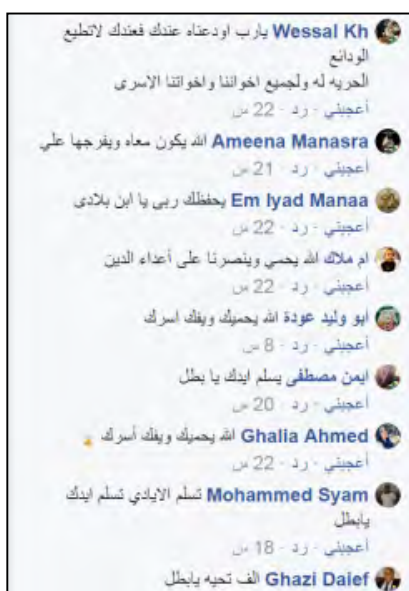 Wessal Kh يارب اودعناه عندك فعندك لاتطيع
الودائع
الحريه له ولجميع اخواننا واخواتنا الاسرى
أعجبني · رد · 22 س
Ameena Manasra الله يكون معاه ويفرجها علي
أعجبني · رد · 21 س
Em Iyad Manaa يحفظك ربي يا ابن بلادي
أعجبني · رد · 22 س
ام ملاك الله يحمي وينصرنا على أعداء الدين
أعجبني · رد · 22 س
ابو وليد عودة الله يحميك ويفك اسرك
أعجبني · رد · 8 س
ايمن مصطفى يسلم ايدك يا بطل
أعجبني · رد · 20 س
Ghalia Ahmed الله يحميك ويفك أسرك
أعجبني · رد · 22 س
Mohammed Syam تسلم الايادي تسلم ايدك
يابطل
أعجبني · رد · 18 س
Ghazi Daief الف تحيه يابطل